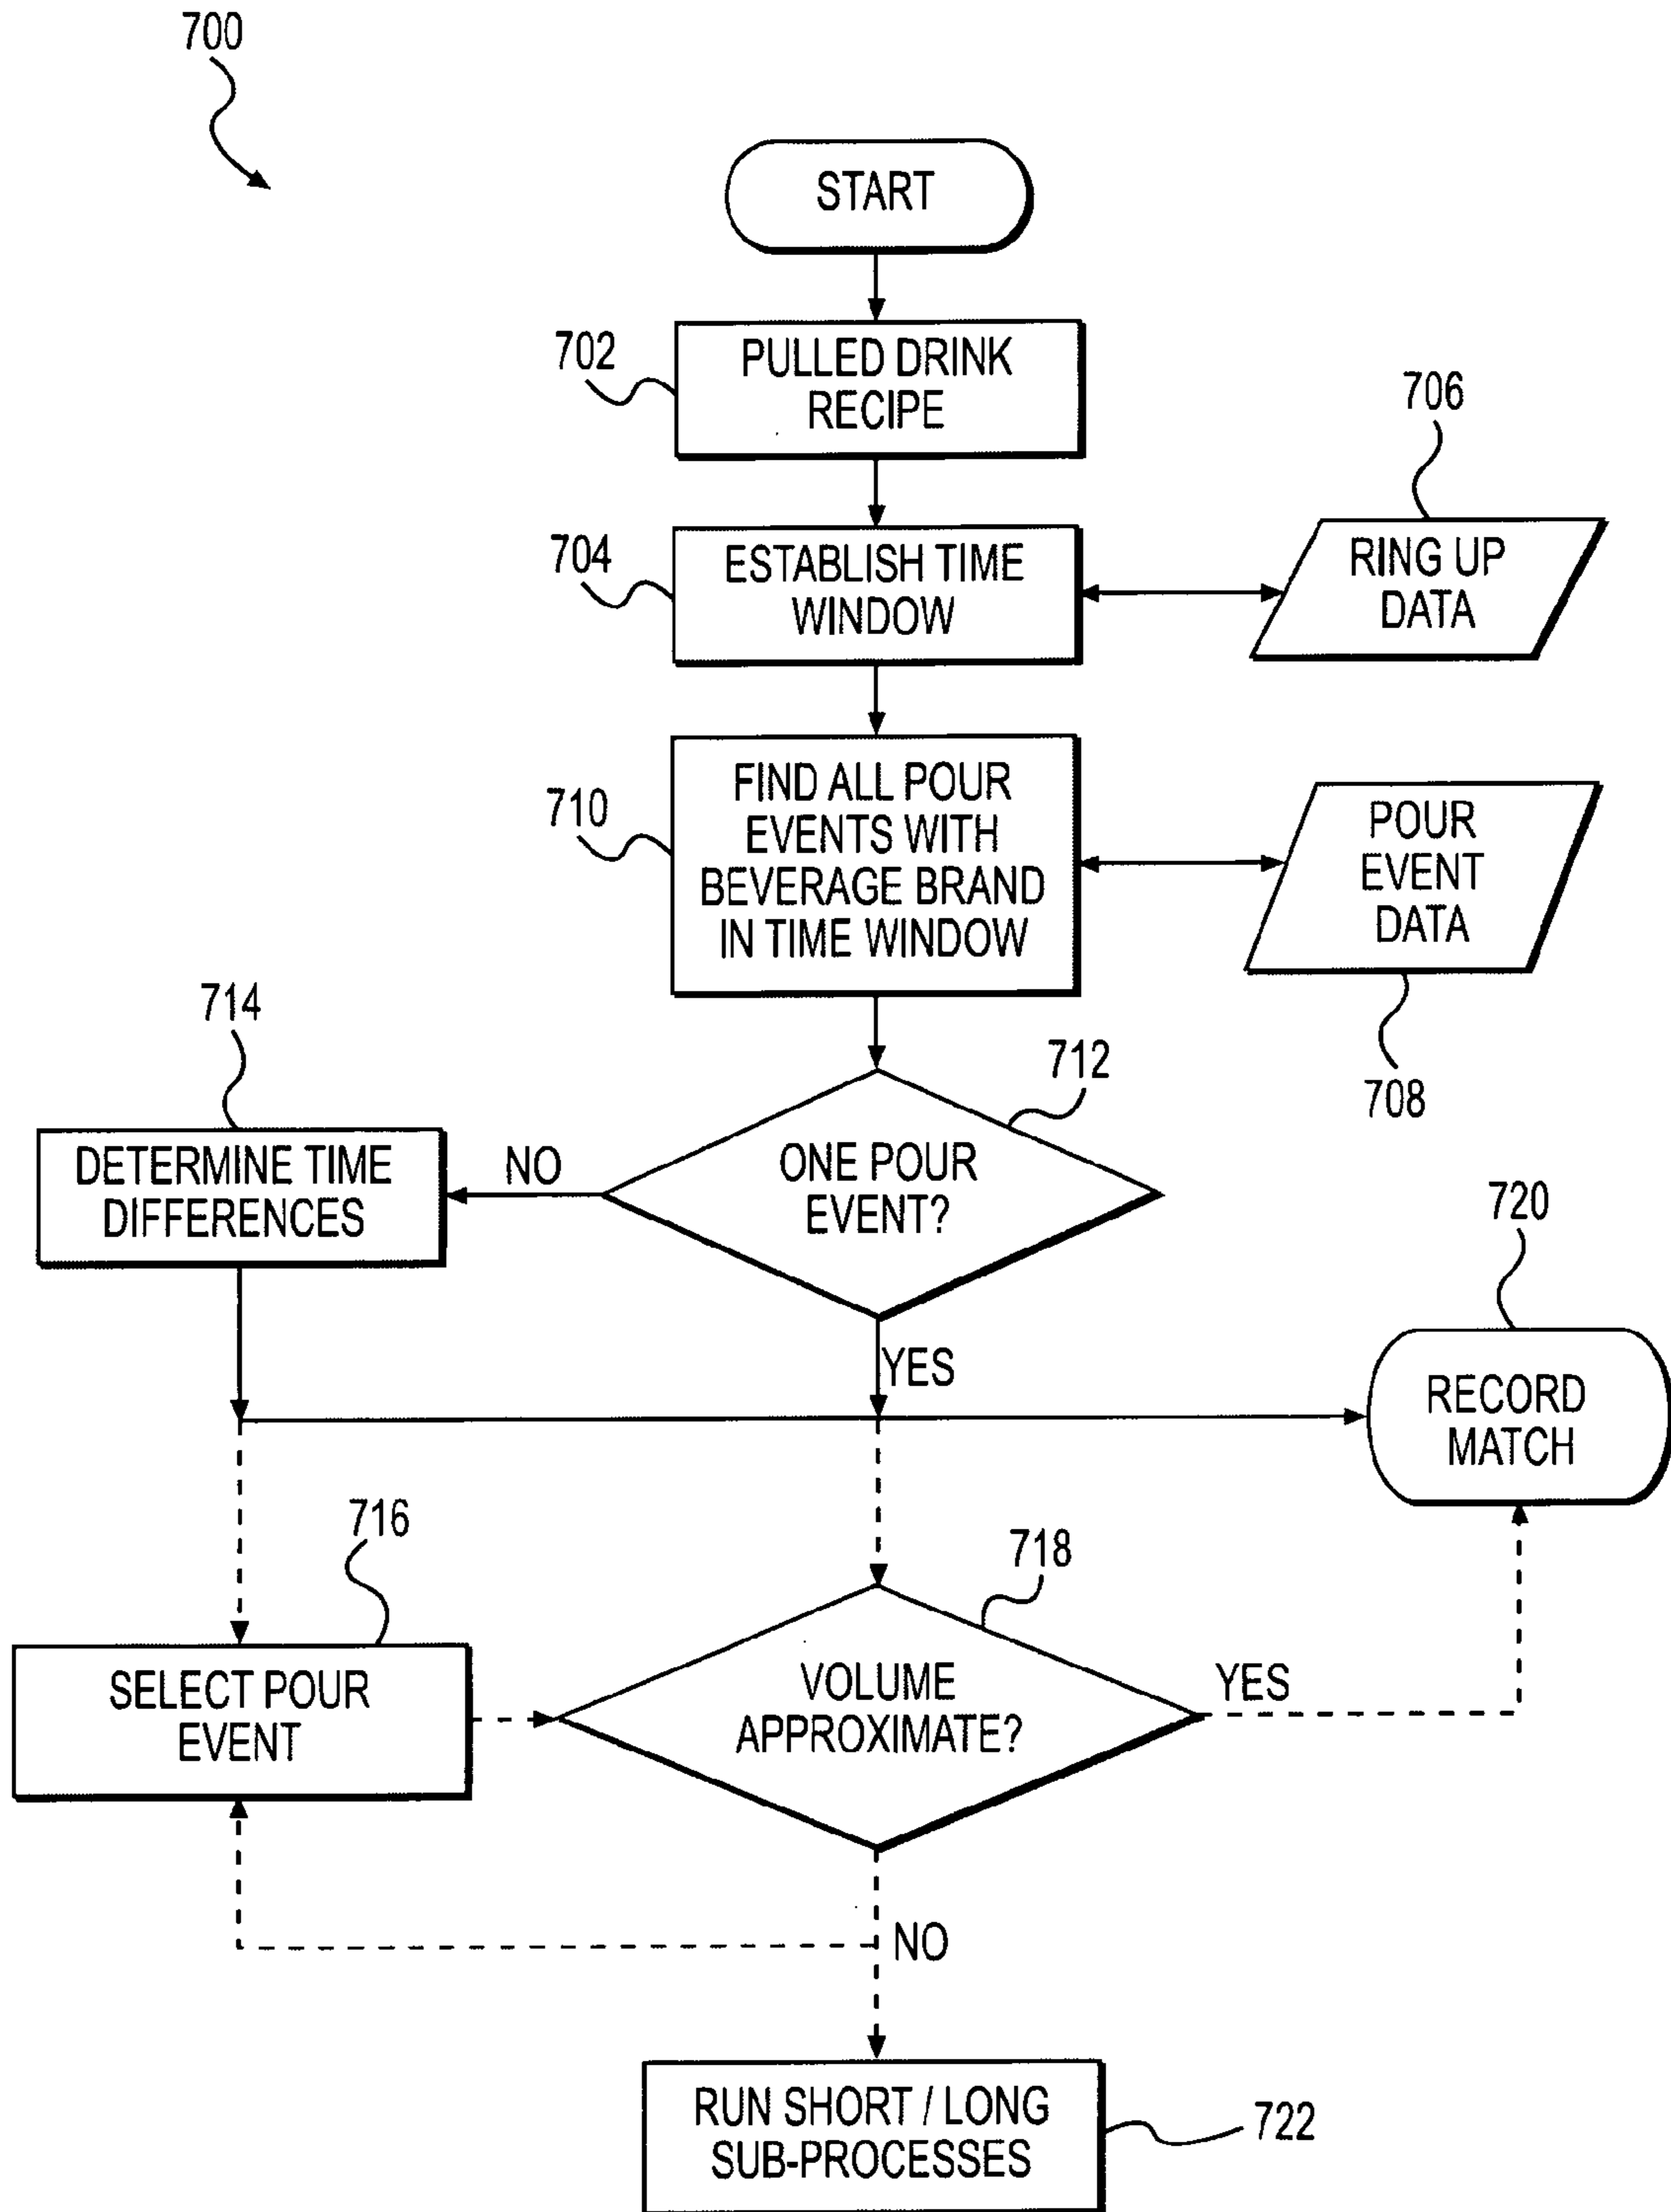 700
START
702
PULLED DRINK
RECIPE
706
704
ESTABLISH TIME
WINDOW
RING UP
DATA
710
FIND ALL POUR
EVENTS WITH
BEVERAGE BRAND
IN TIME WINDOW
POUR
EVENT
DATA
708
714
712
DETERMINE TIME
DIFFERENCES
NO
ONE POUR
EVENT?
YES
720
RECORD
MATCH
716
718
SELECT POUR
EVENT
VOLUME
APPROXIMATE?
YES
NO
RUN SHORT / LONG
SUB-PROCESSES
722